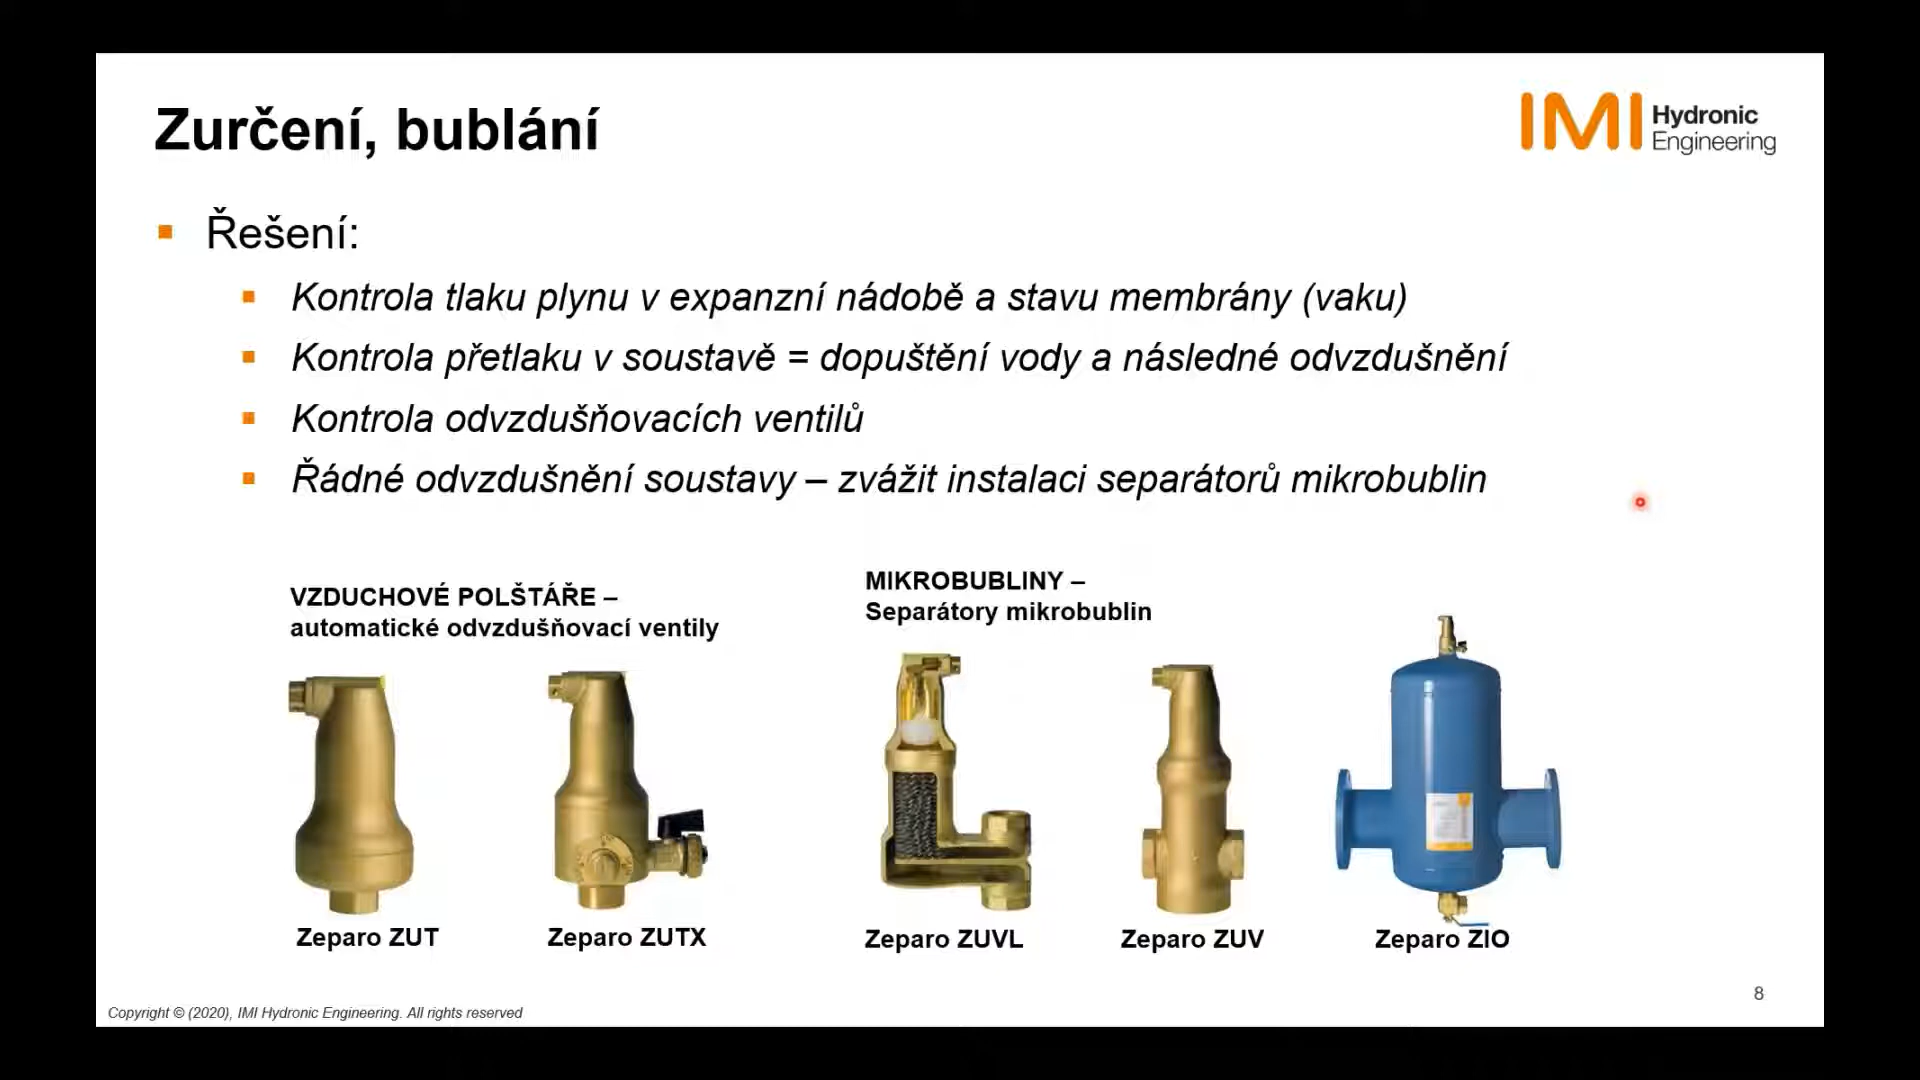 Zurčení, bublání
IMI Hydronic
Engineering
Řešení:
Kontrola tlaku plynu v expanzní nádobě a stavu membrány (vaku)
Kontrola přetlaku v soustavě = dopuštění vody a následné odvzdušnění
Kontrola odvzdušňovacích ventilů
Řádné odvzdušnění soustavy – zvážit instalaci separátorů mikrobublin
VZDUCHOVÉ POLŠTÁŘE –
automatické odvzdušňovací ventily
MIKROBUBLINY –
Separátory mikrobublin
Zeparo ZUT
Zeparo ZUTX
Zeparo ZUVL
Zeparo ZUV
Zeparo ZIO
8
Copyright © (2020), IMI Hydronic Engineering. All rights reserved